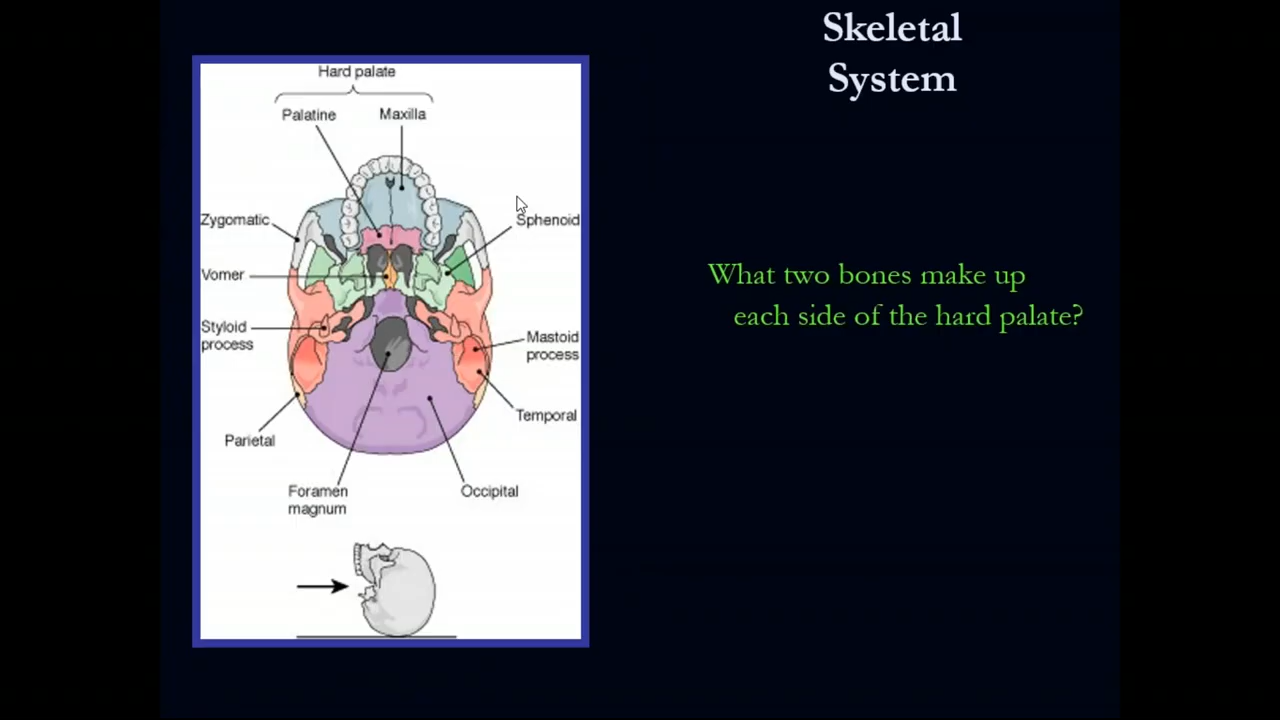 Skeletal
System
Hard palate
Palatine
Maxilla
Zygomatic
Sphenoid
Vomer
Styloid
process
Mastoid
process
Temporal
Parietal
Foramen
magnum
Occipital
What two bones make up
each side of the hard palate?